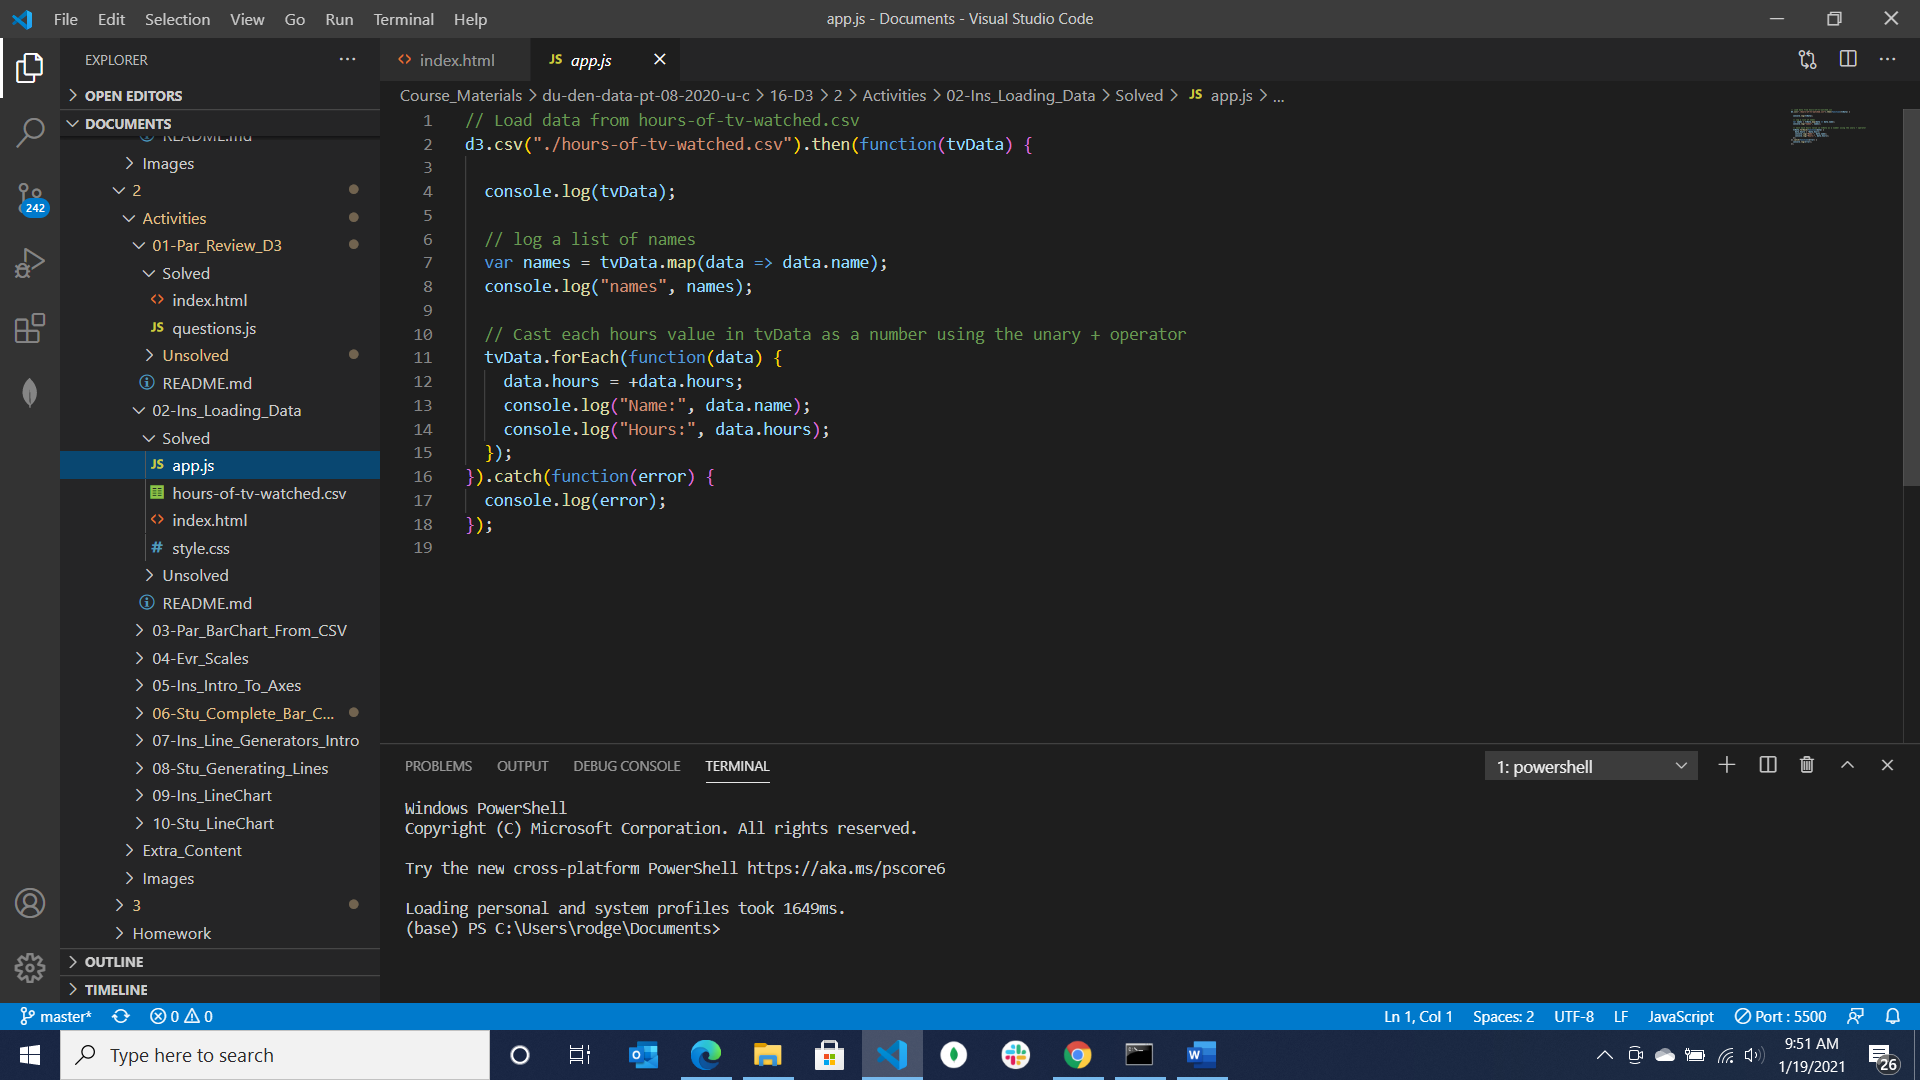 File Edit Selection View Go Run Terminal Help
app.js - Documents - Visual Studio Code
EXPLORER
OPEN EDITORS
DOCUMENTS
README.md
Images
2
Activities
01-Par_Review_D3
Solved
index.html
JS questions.js
Unsolved
README.md
02-Ins_Loading_Data
Solved
JS app.js
hours-of-tv-watched.csv
index.html
# style.css
Unsolved
README.md
03-Par_BarChart_From_CSV
04-Evr_Scales
05-Ins_Intro_To_Axes
06-Stu_Complete_Bar_C...
07-Ins_Line_Generators_Intro
08-Stu_Generating_Lines
09-Ins_LineChart
10-Stu_LineChart
Extra_Content
Images
3
Homework
OUTLINE
TIMELINE
242
index.html JS app.js
Course_Materials > du-den-data-pt-08-2020-u-c > 16-D3 > 2 > Activities > 02-Ins_Loading_Data > Solved > JS app.js > ...
1 // Load data from hours-of-tv-watched.csv
2 d3.csv("./hours-of-tv-watched.csv").then(function(tvData) {
3
4 console.log(tvData);
5
6 // log a list of names
7 var names = tvData.map(data => data.name);
8 console.log("names", names);
9
10 // Cast each hours value in tvData as a number using the unary + operator
11 tvData.forEach(function(data) {
12 data.hours = +data.hours;
13 console.log("Name:", data.name);
14 console.log("Hours:", data.hours);
15 });
16 }).catch(function(error) {
17 console.log(error);
18 });
19
PROBLEMS OUTPUT DEBUG CONSOLE TERMINAL
1: powershell
Windows PowerShell
Copyright (C) Microsoft Corporation. All rights reserved.
Try the new cross-platform PowerShell https://aka.ms/pscore6
Loading personal and system profiles took 1649ms.
(base) PS C:\Users\rodge\Documents>
master* 0 0
Ln 1, Col 1 Spaces: 2 UTF-8 LF JavaScript Port : 5500
Type here to search
9:51 AM
1/19/2021
26